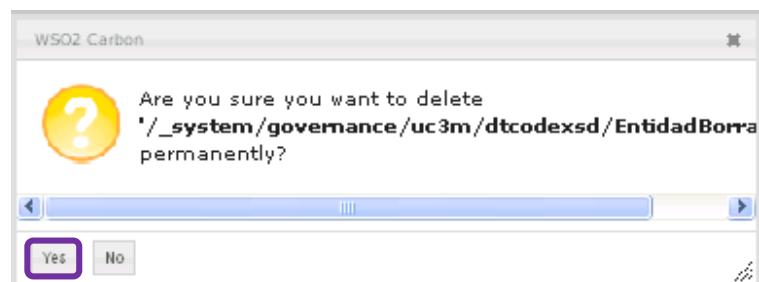 WSO2 Carbon
Are you sure you want to delete
'/_system/governance/uc3m/dtcodexsd/EntidadBorra
permanently?
Yes No